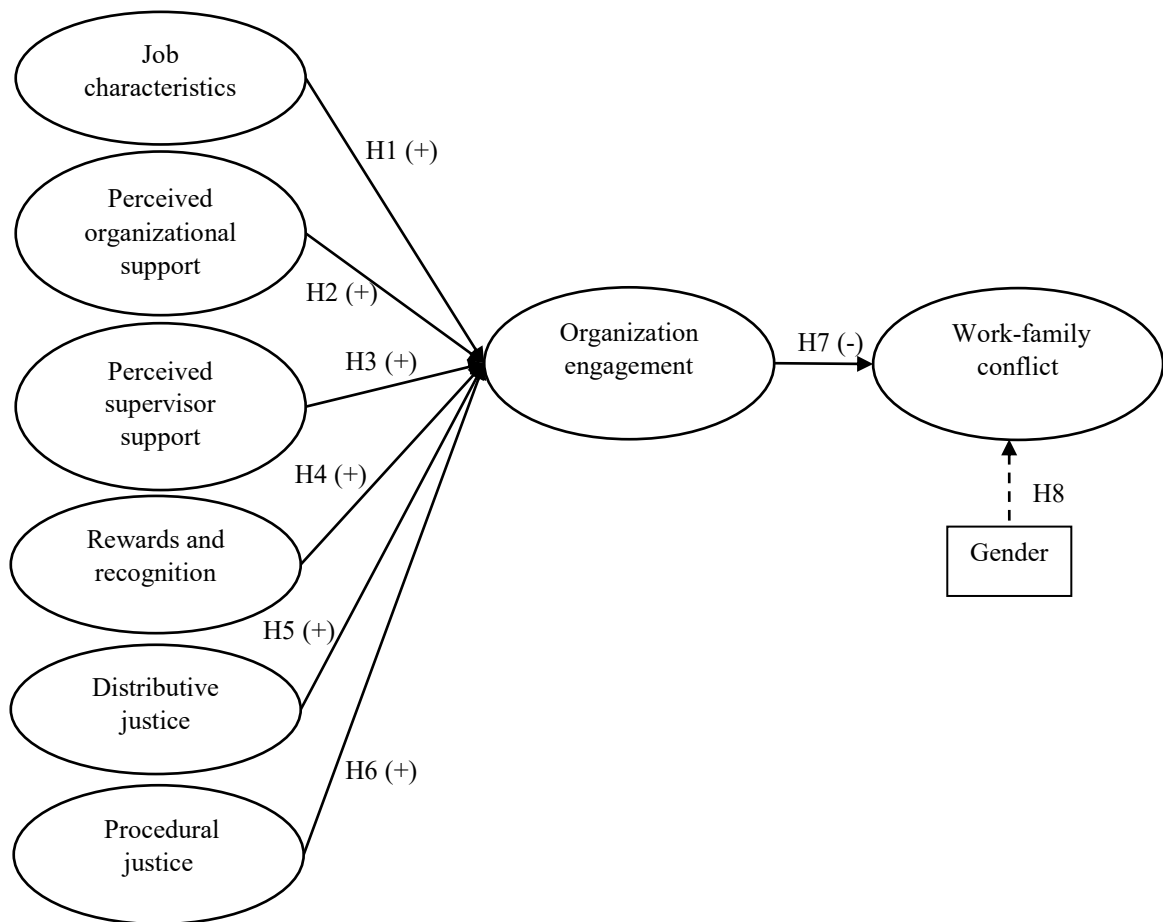 Job
characteristics
H1 (+)
Perceived
organizational
support
H2 (+)
Perceived
supervisor
support
H3 (+)
Rewards and
recognition
H4 (+)
Distributive
justice
H5 (+)
Procedural
justice
H6 (+)
Organization
engagement
H7 (-)
Work-family
conflict
H8
Gender